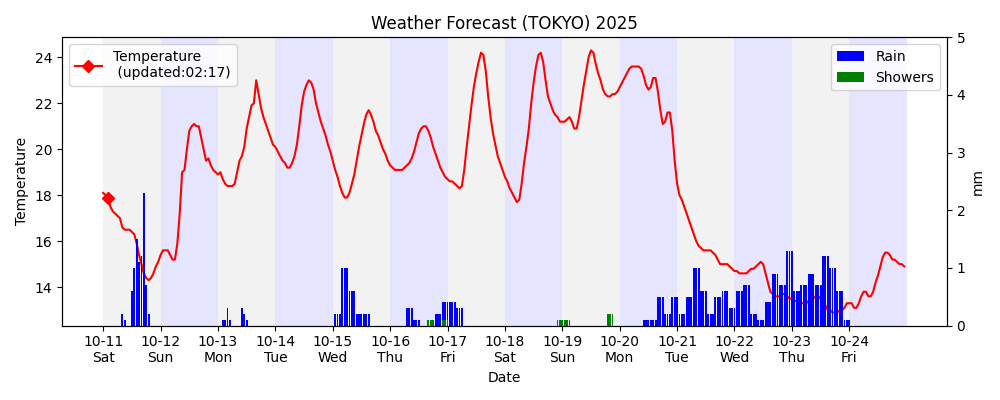 Weather Forecast (TOKYO) 2025
Temperature
(updated:02:17)
Rain
Showers
24
22
20
18
16
14
Temperature
5
4
3
2
1
0
mm
10-11 10-12 10-13 10-14 10-15 10-16 10-17 10-18 10-19 10-20 10-21 10-22 10-23 10-24
Sat Sun Mon Tue Wed Thu Fri Sat Sun Mon Tue Wed Thu Fri
Date